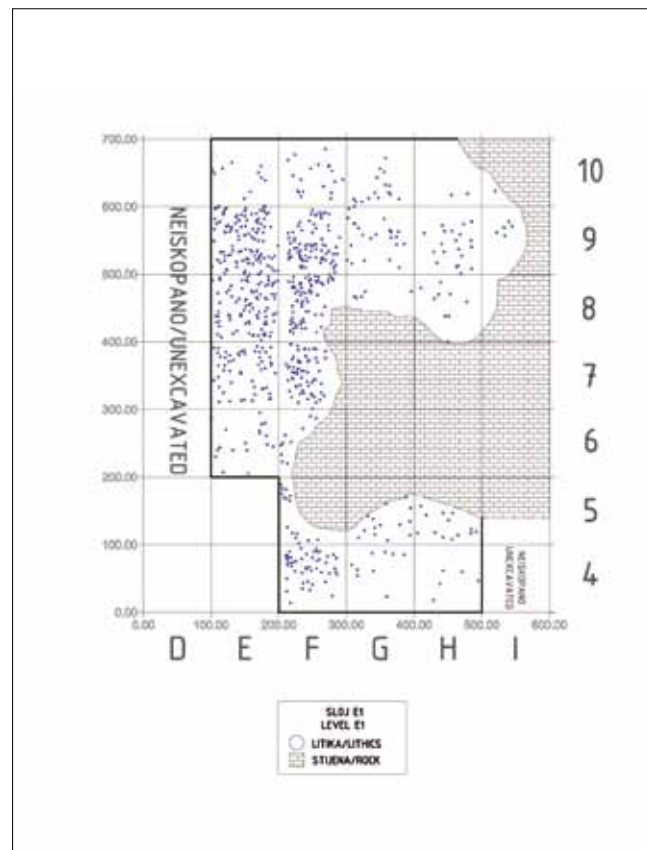 700.00
600.00
500.00
400.00
300.00
200.00
100.00
0.00
0.00 100.00 200.00 300.00 400.00 500.00 600.00
10
9
8
7
6
5
4
D E F G H I
NEISKOPANO/UNEXCAVATED
NEISKOPANO
UNEXCAVATED
SLOJ E1
LEVEL E1
LITIKA/LITHICS
STIJENA/ROCK